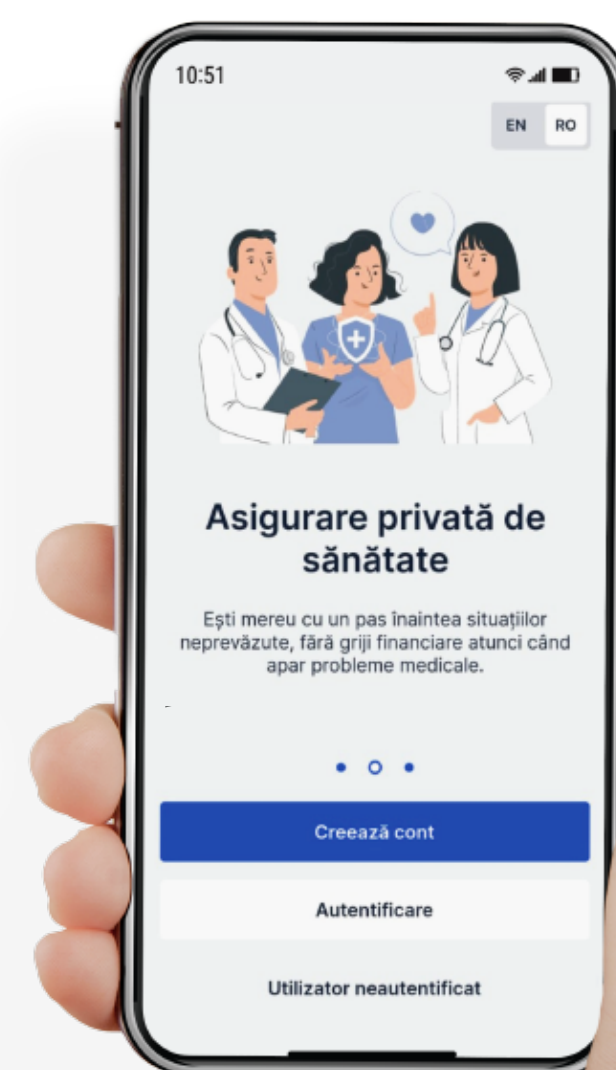 10:51
EN RO
Asigurare privată de
sănătate
Ești mereu cu un pas înaintea situațiilor
neprevăzute, fără griji financiare atunci când
apar probleme medicale.
Creează cont
Autentificare
Utilizator neautentificat